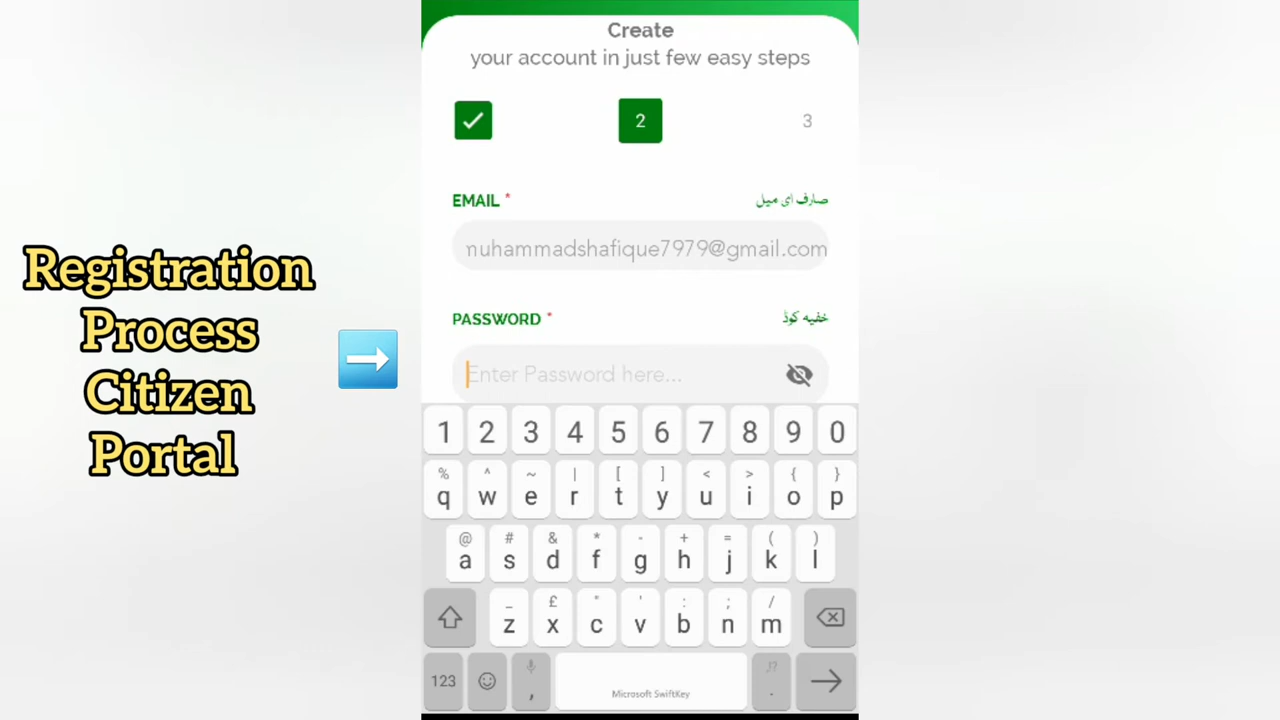 Create
your account in just few easy steps
2 3
EMAIL * صارف ای میل
nuhammadshafique7979@gmail.com
PASSWORD * خفیہ کوڈ
Enter Password here...
Registration
Process
Citizen
Portal
1 2 3 4 5 6 7 8 9 0
% ^ ~ | [ ] < > { }
q w e r t y u i o p
@ # & * - + = ( )
a s d f g h j k l
_ £ " ' : ; /
z x c v b n m
123 , Microsoft SwiftKey ,!? .